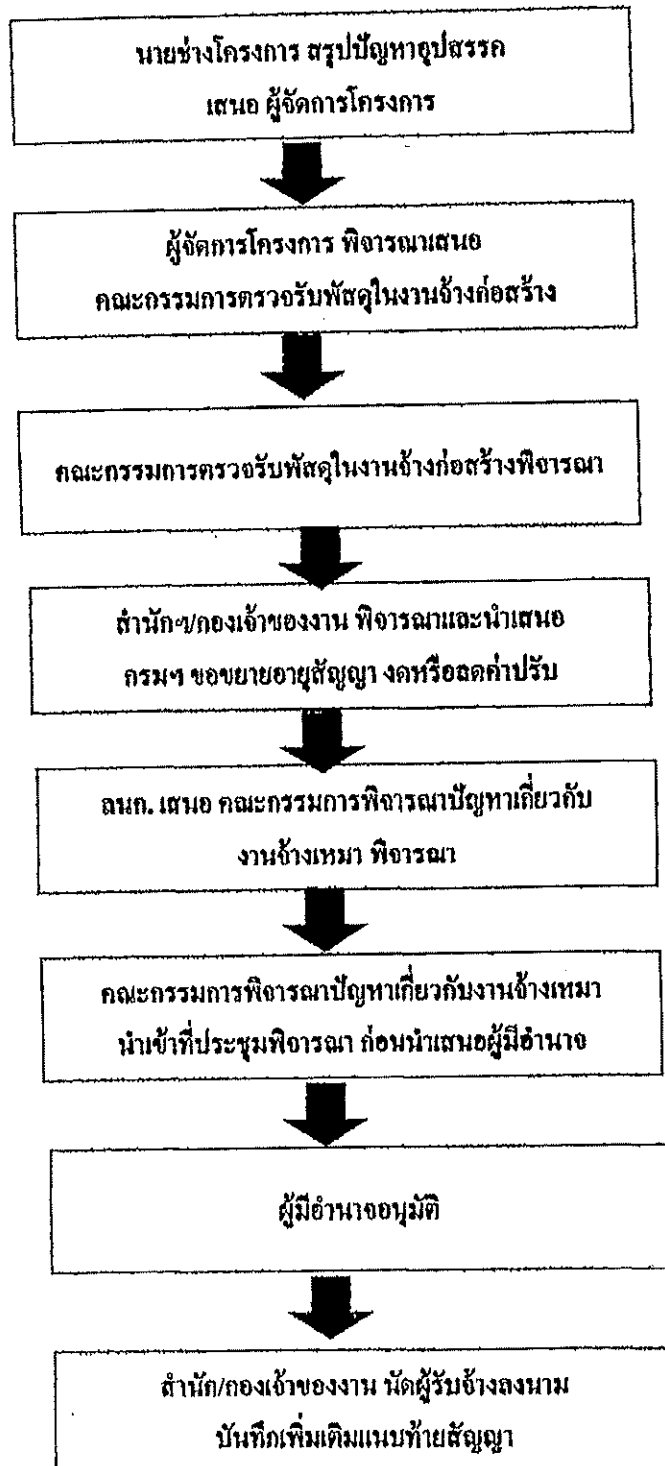 นายช่างโครงการ สรุปปัญหาอุปสรรค
เสนอ ผู้จัดการโครงการ
ผู้จัดการโครงการ พิจารณาเสนอ
คณะกรรมการตรวจรับพัสดุในงานจ้างก่อสร้าง
คณะกรรมการตรวจรับพัสดุในงานจ้างก่อสร้างพิจารณา
สำนักฯ/กองเจ้าของงาน พิจารณาและนำเสนอ
กรมฯ ขอขยายอายุสัญญา งดหรือลดค่าปรับ
ลนก. เสนอ คณะกรรมการพิจารณาปัญหาเกี่ยวกับ
งานจ้างเหมา พิจารณา
คณะกรรมการพิจารณาปัญหาเกี่ยวกับงานจ้างเหมา
นำเข้าที่ประชุมพิจารณา ก่อนนำเสนอผู้มีอำนาจ
ผู้มีอำนาจอนุมัติ
สำนัก/กองเจ้าของงาน นัดผู้รับจ้างลงนาม
บันทึกเพิ่มเติมแนบท้ายสัญญา